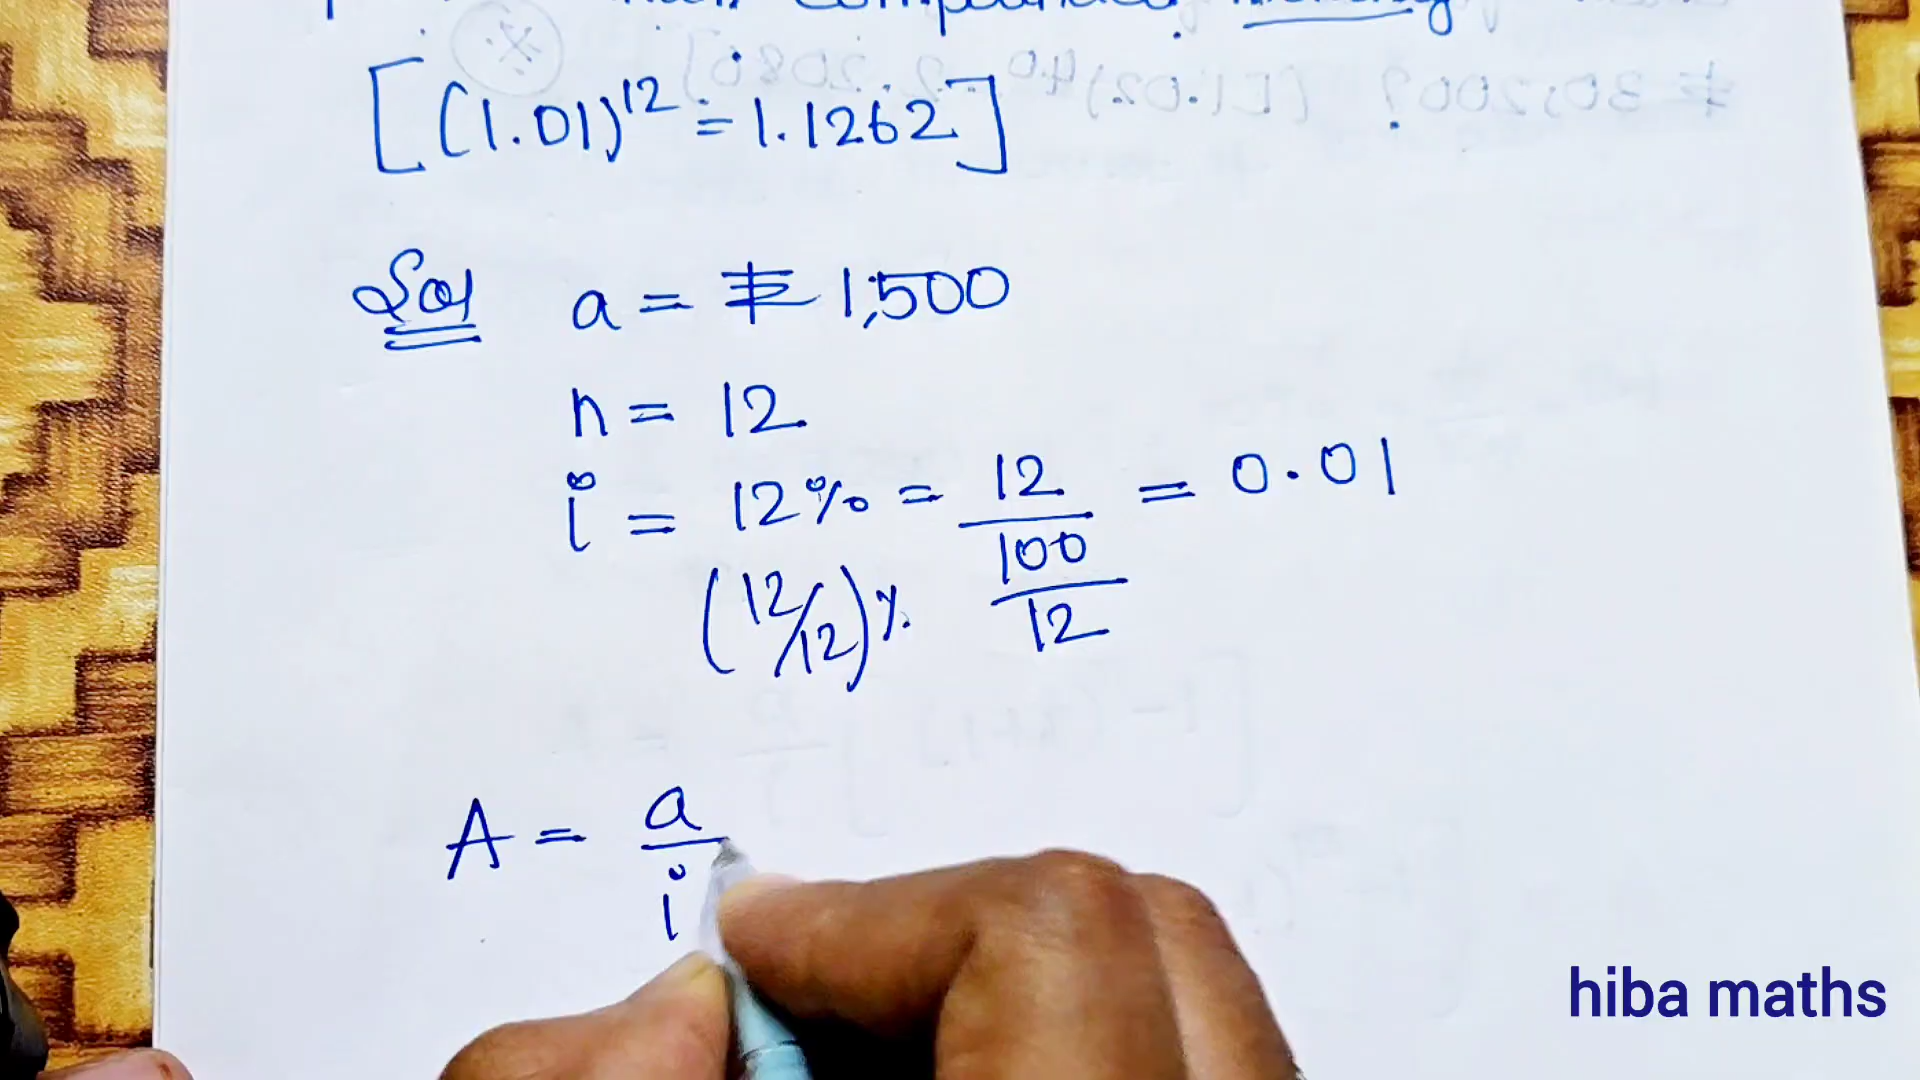 compounded
[(1.01)^12 = 1.1262]
Sol a = ₹ 1,500
n = 12
i = 12% = 12/100/12 = 0.01
(12/12)%
A = a/i
hiba maths